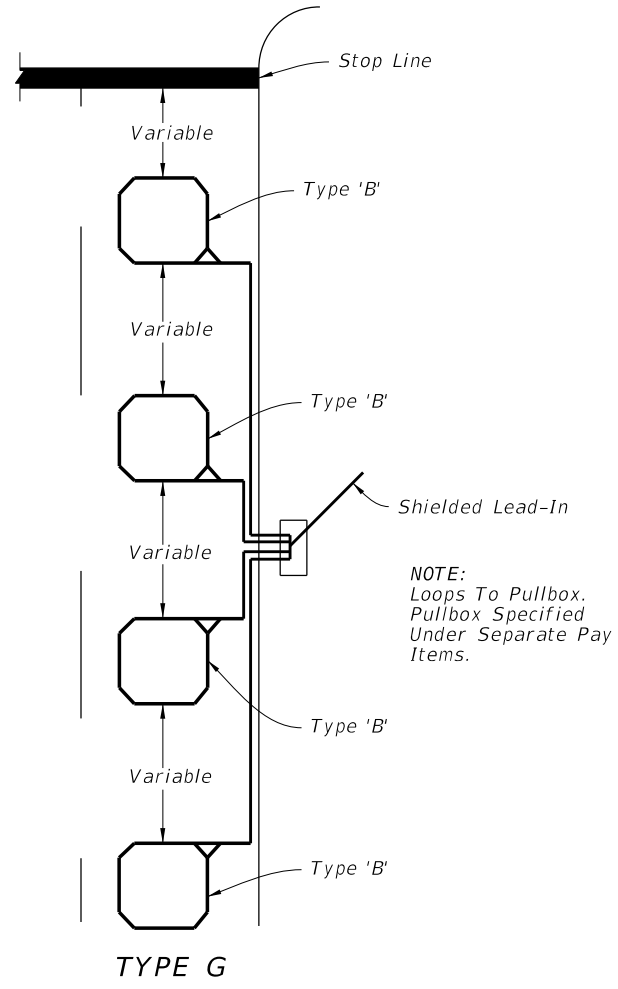 Stop Line
Variable
Type 'B'
Variable
Type 'B'
Shielded Lead-In
Variable
NOTE:
Loops To Pullbox.
Pullbox Specified
Under Separate Pay
Items.
Type 'B'
Variable
Type 'B'
TYPE G